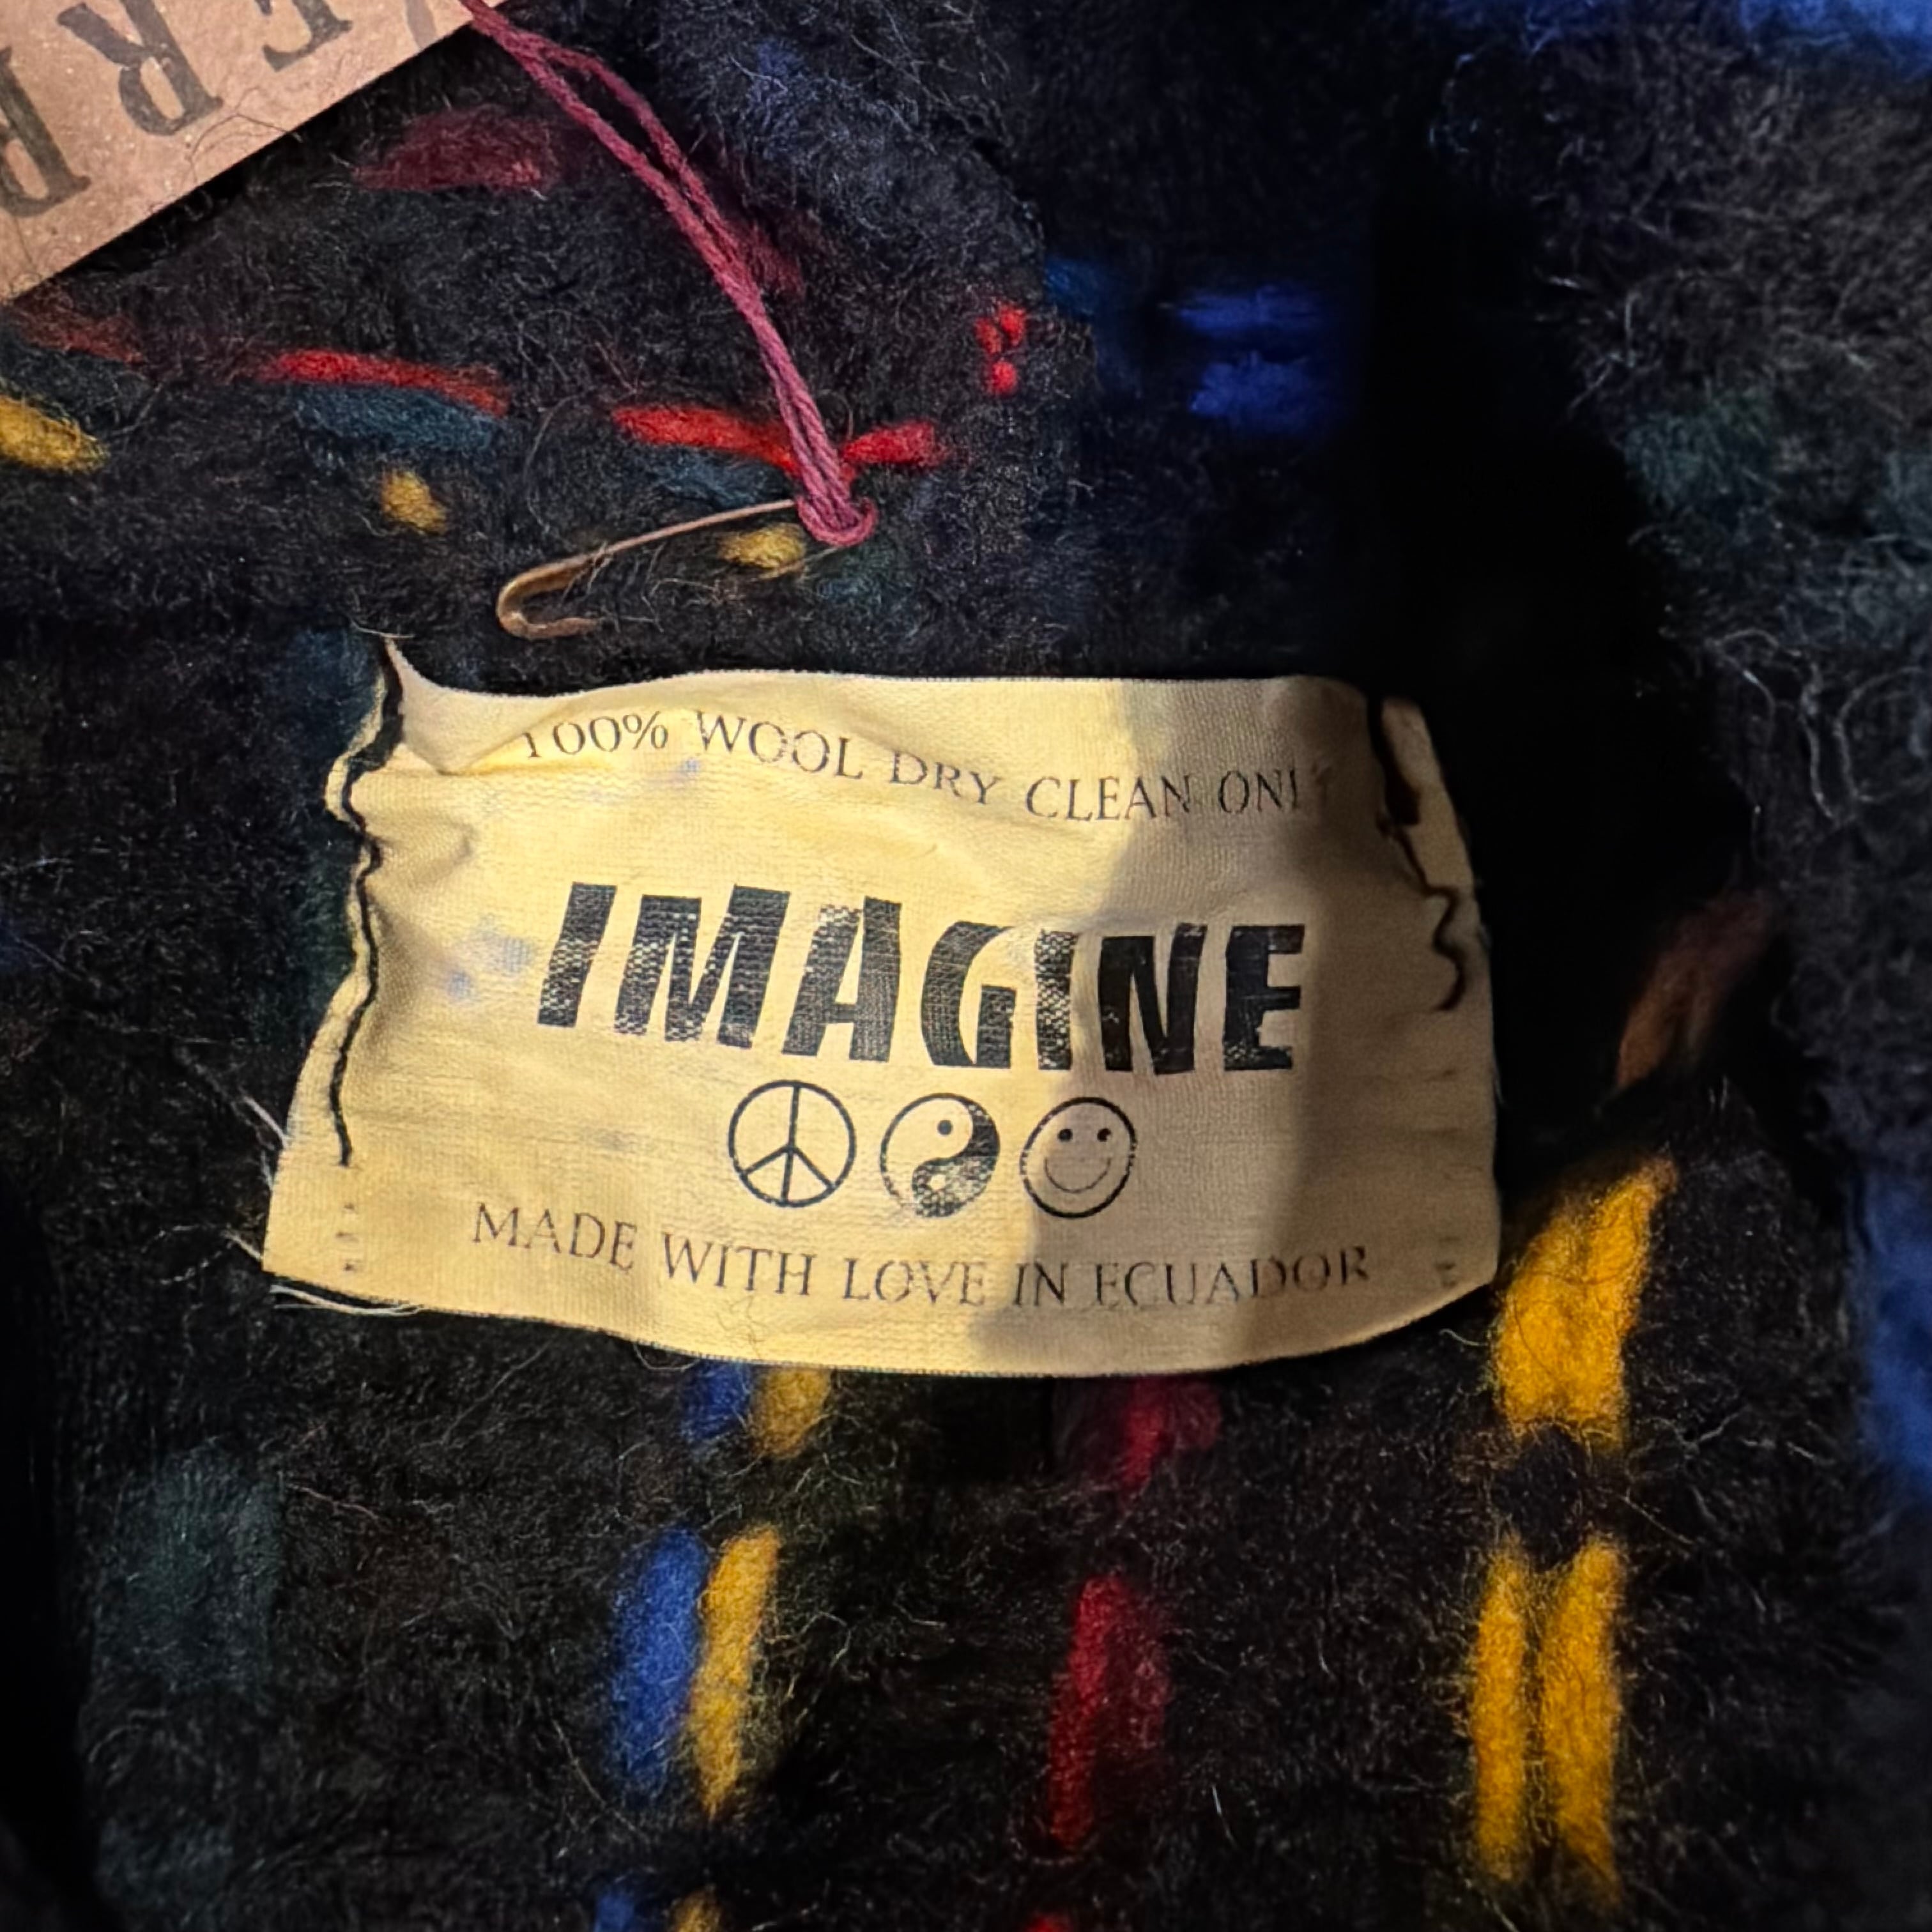 100% WOOL DRY CLEAN ONLY
IMAGINE
MADE WITH LOVE IN ECUADOR